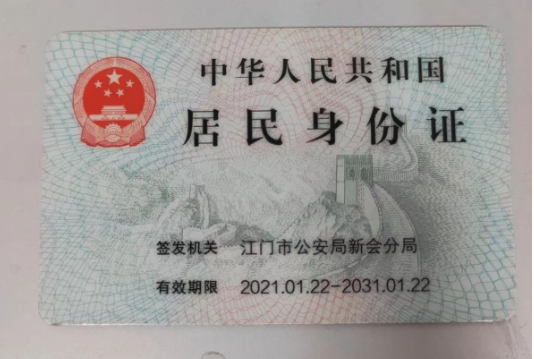 中华人民共和国
居民身份证
签发机关 江门市公安局新会分局
有效期限 2021.01.22-2031.01.22